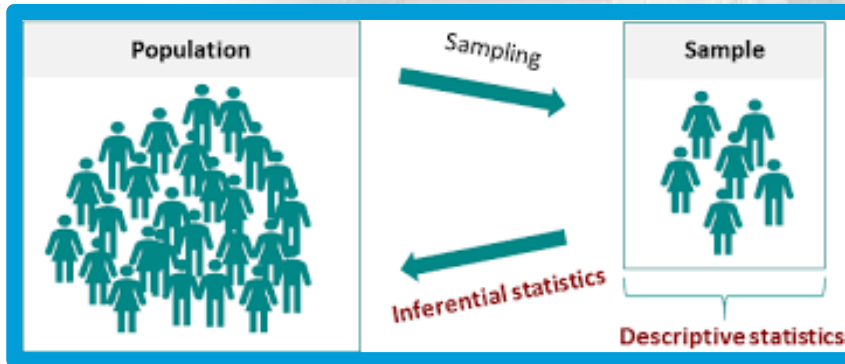 Population
Sampling
Sample
Inferential statistics
Descriptive statistics